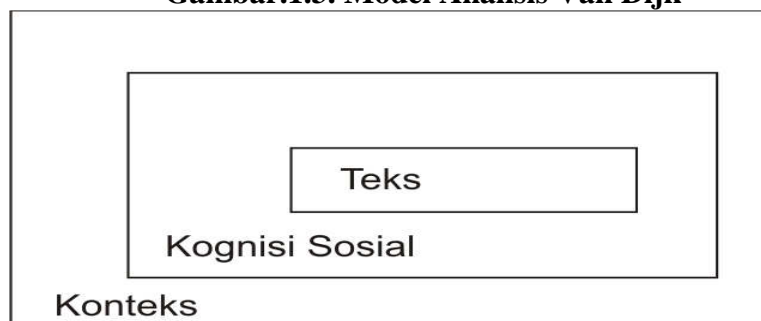 Gambar.1.3. Model Analisis Van Dijk
Teks
Kognisi Sosial
Konteks